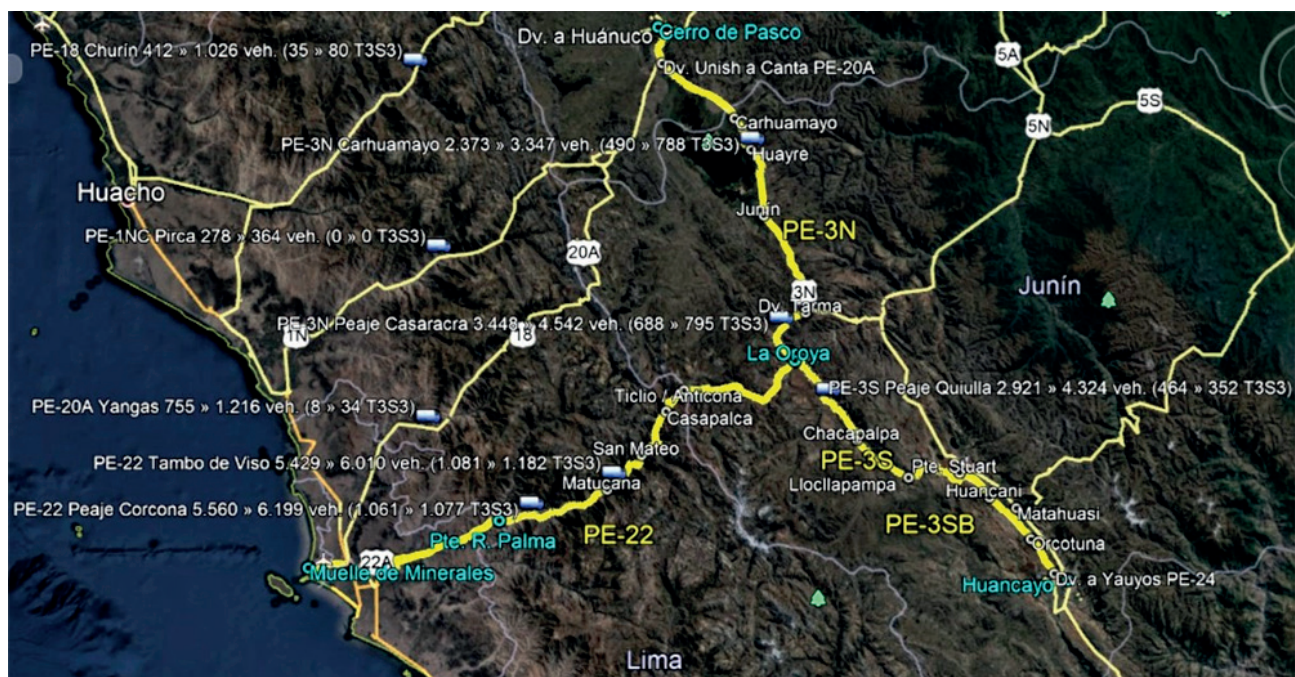 Dv. a Huánuco
Cerro de Pasco
PE-18 Churín 412 » 1.026 veh. (35 » 80 T3S3)
Dv. Unish a Canta PE-20A
5A
5S
5N
Carhuamayo
PE-3N Carhuamayo 2.373 » 3.347 veh. (490 » 788 T3S3)
Huayre
Huacho
Junín
PE-3N
PE-1NC Pirca 278 » 364 veh. (0 » 0 T3S3)
20A
Junín
3N
Dv. Tarma
PE-3N Peaje Casaracra 3.448 » 4.542 veh. (688 » 795 T3S3)
1N
18
La Oroya
PE-3S Peaje Quiulla 2.921 » 4.324 veh. (464 » 352 T3S3)
Ticlio / Anticona
PE-20A Yangas 755 » 1.216 veh. (8 » 34 T3S3)
Casapalca
Chacapalpa
San Mateo
PE-3S
PE-22 Tambo de Viso 5.429 » 6.010 veh. (1.081 » 1.182 T3S3)
Pte. Stuart
Llocllapampa
Matucana
Huancaní
PE-22 Peaje Corcona 5.560 » 6.199 veh. (1.061 » 1.077 T3S3)
Matahuasi
PE-3SB
PE-22
Pte. R. Palma
Orcotuna
22A
Muelle de Minerales
Huancayo
Dv. a Yauyos PE-24
Lima